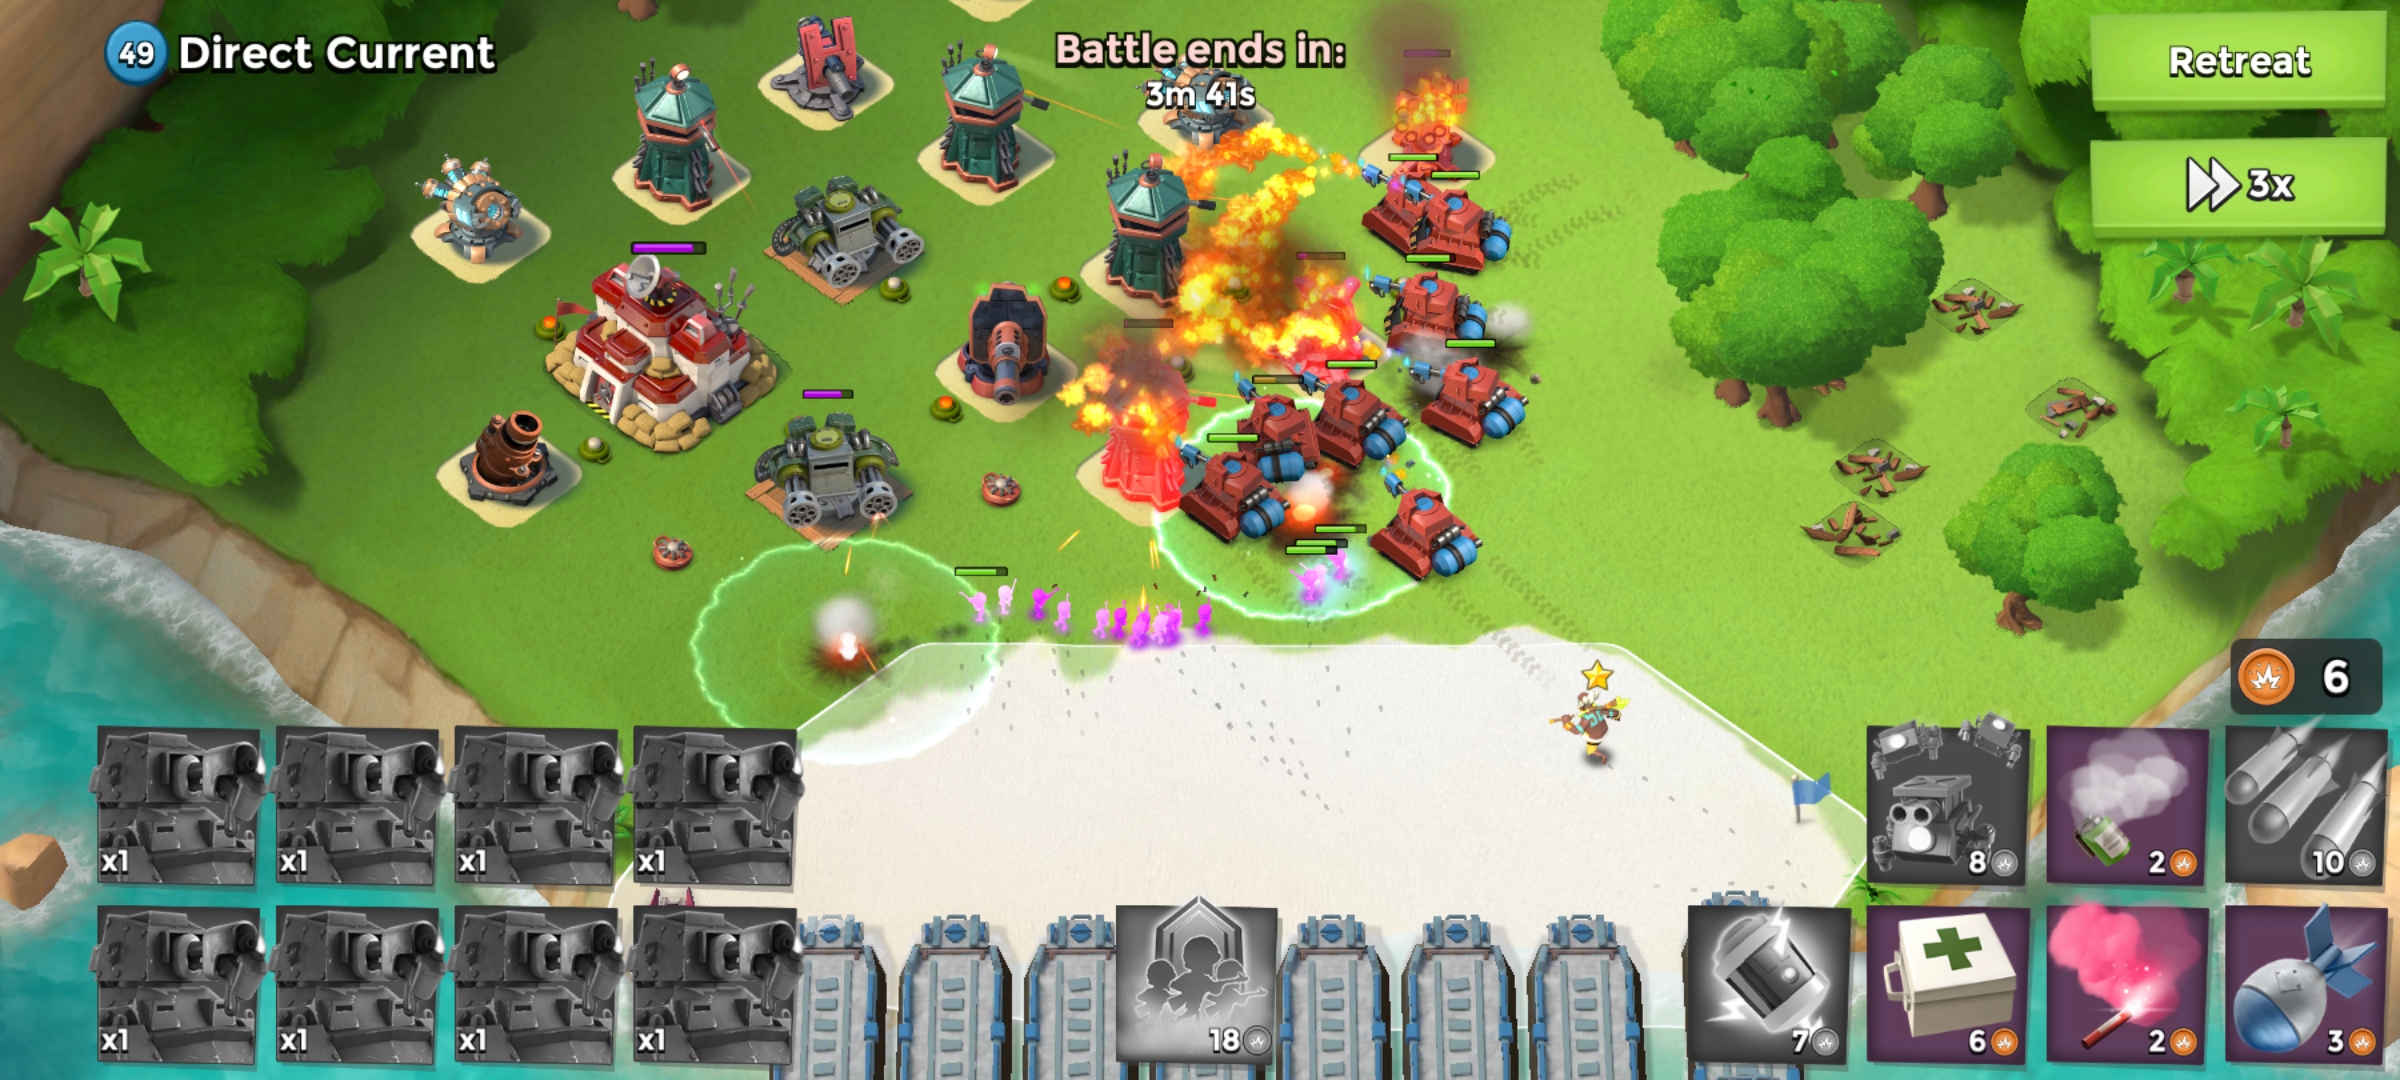 49 Direct Current
Battle ends in:
3m 41s
Retreat
3x
6
x1 x1 x1 x1
8 2 10
x1 x1 x1 x1
18 7 6 2 3